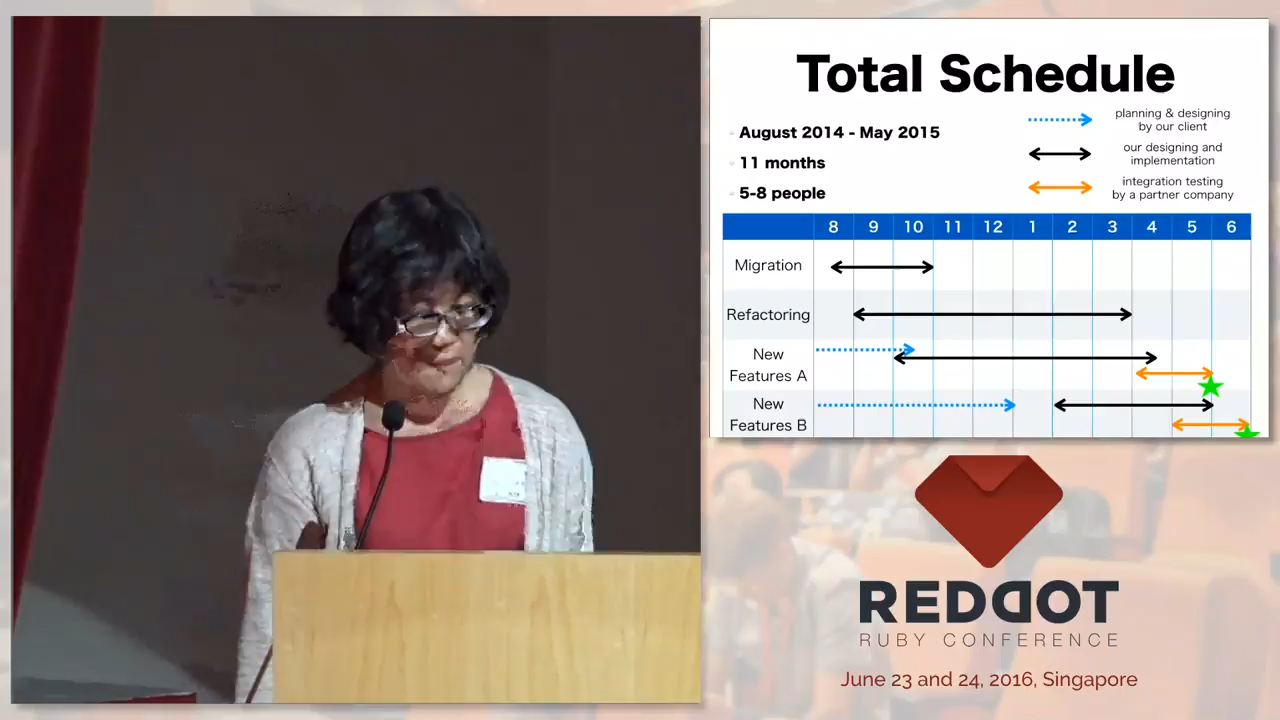 Total Schedule
August 2014 - May 2015
11 months
5-8 people
planning & designing
by our client
our designing and
implementation
integration testing
by a partner company
8 9 10 11 12 1 2 3 4 5 6
Migration
Refactoring
New
Features A
New
Features B
REDDOT
RUBY CONFERENCE
June 23 and 24, 2016, Singapore